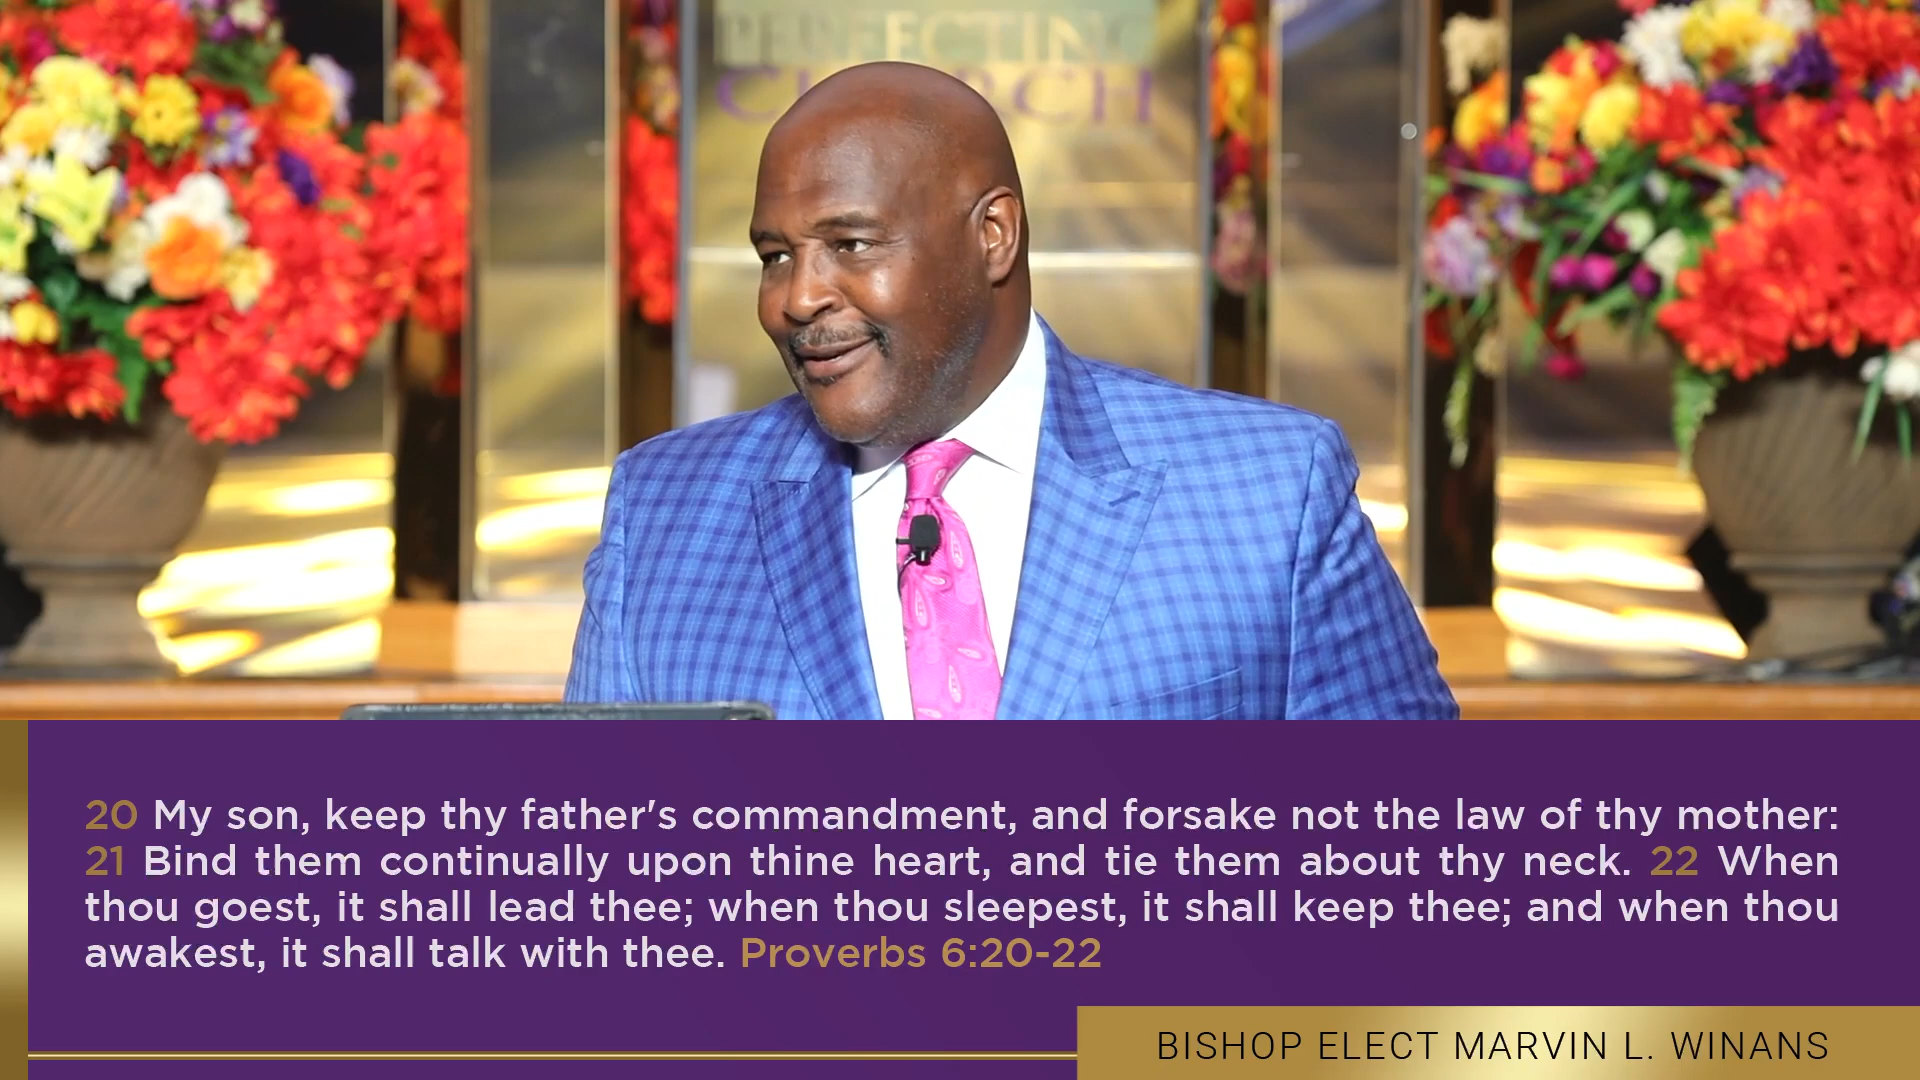 PERFECTING
CHURCH
20 My son, keep thy father's commandment, and forsake not the law of thy mother:
21 Bind them continually upon thine heart, and tie them about thy neck. 22 When
thou goest, it shall lead thee; when thou sleepest, it shall keep thee; and when thou
awakest, it shall talk with thee. Proverbs 6:20-22
BISHOP ELECT MARVIN L. WINANS